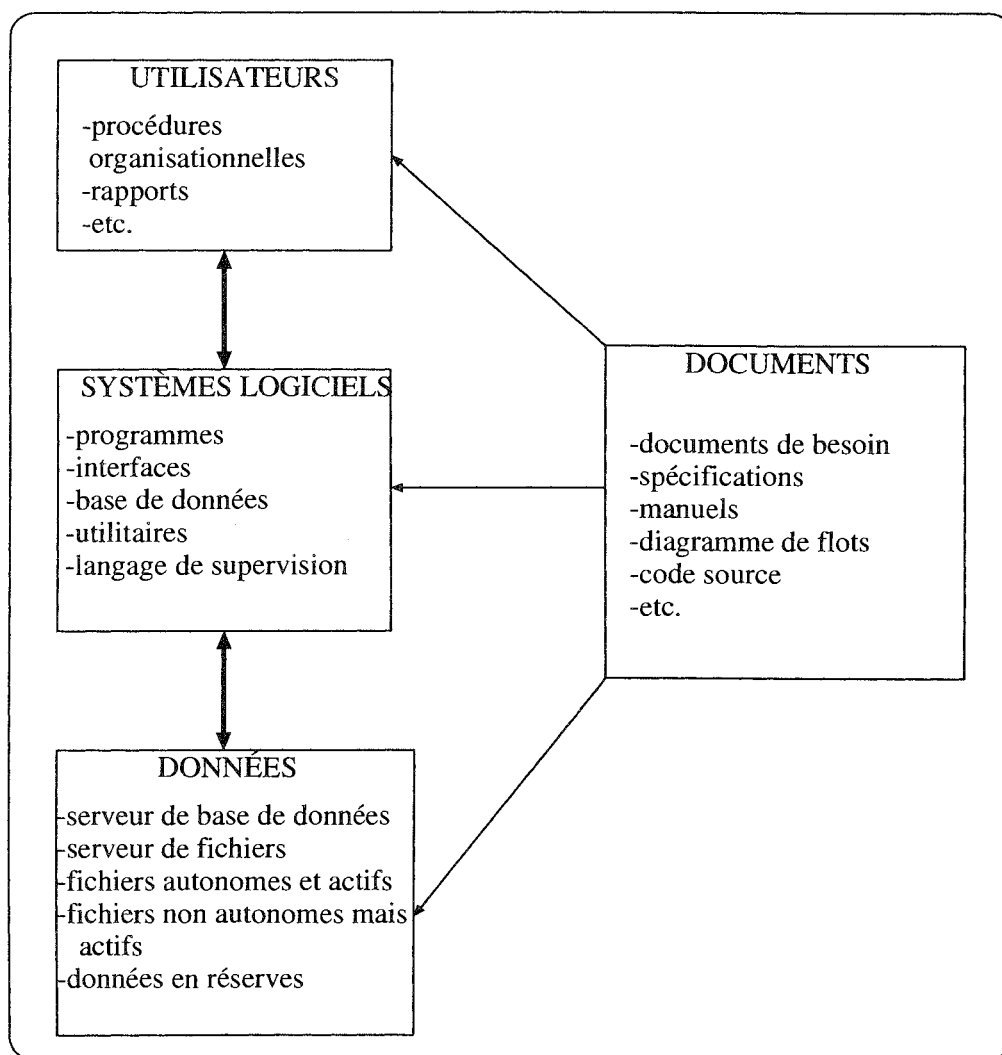 UTILISATEURS
-procédures
organisationnelles
-rapports
-etc.
SYSTÈMES LOGICIELS
-programmes
-interfaces
-base de données
-utilitaires
-langage de supervision
DOCUMENTS
-documents de besoin
-spécifications
-manuels
-diagramme de flots
-code source
-etc.
DONNÉES
-serveur de base de données
-serveur de fichiers
-fichiers autonomes et actifs
-fichiers non autonomes mais
actifs
-données en réserves